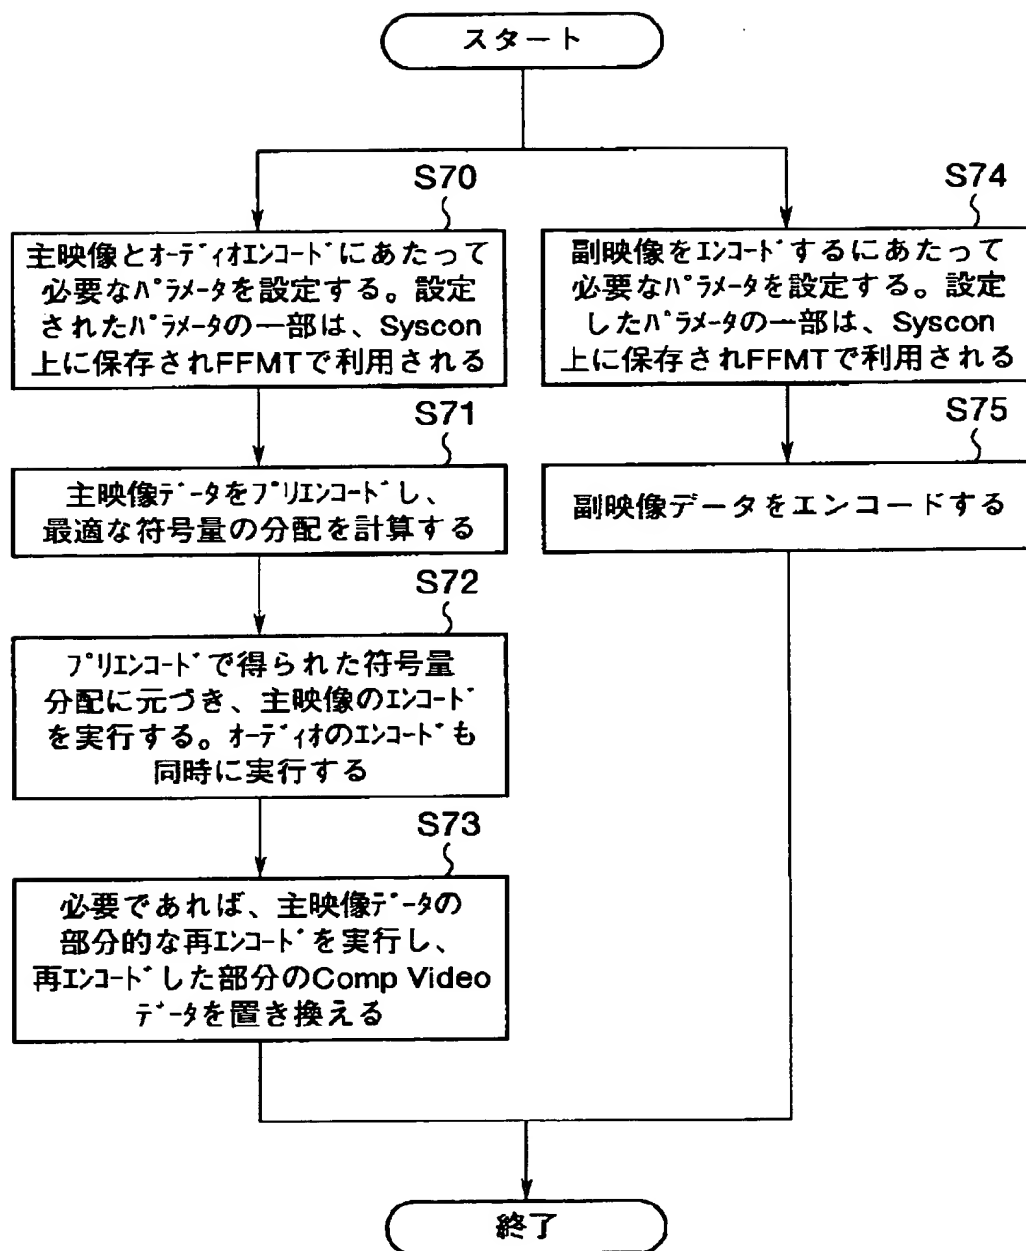 スタート
S70
主映像とｵｰﾃﾞｨｵｴﾝｺｰﾄﾞにあたって
必要なﾊﾟﾗﾒｰﾀを設定する。設定
されたﾊﾟﾗﾒｰﾀの一部は、Syscon
上に保存されFFMTで利用される
S71
主映像ﾃﾞｰﾀをﾌﾟﾘｴﾝｺｰﾄﾞし、
最適な符号量の分配を計算する
S72
ﾌﾟﾘｴﾝｺｰﾄﾞで得られた符号量
分配に元づき、主映像のｴﾝｺｰﾄﾞ
を実行する。ｵｰﾃﾞｨｵのｴﾝｺｰﾄﾞも
同時に実行する
S73
必要であれば、主映像ﾃﾞｰﾀの
部分的な再ｴﾝｺｰﾄﾞを実行し、
再ｴﾝｺｰﾄﾞした部分のComp Video
ﾃﾞｰﾀを置き換える
S74
副映像をｴﾝｺｰﾄﾞするにあたって
必要なﾊﾟﾗﾒｰﾀを設定する。設定
したﾊﾟﾗﾒｰﾀの一部は、Syscon
上に保存されFFMTで利用される
S75
副映像データをエンコードする
終了